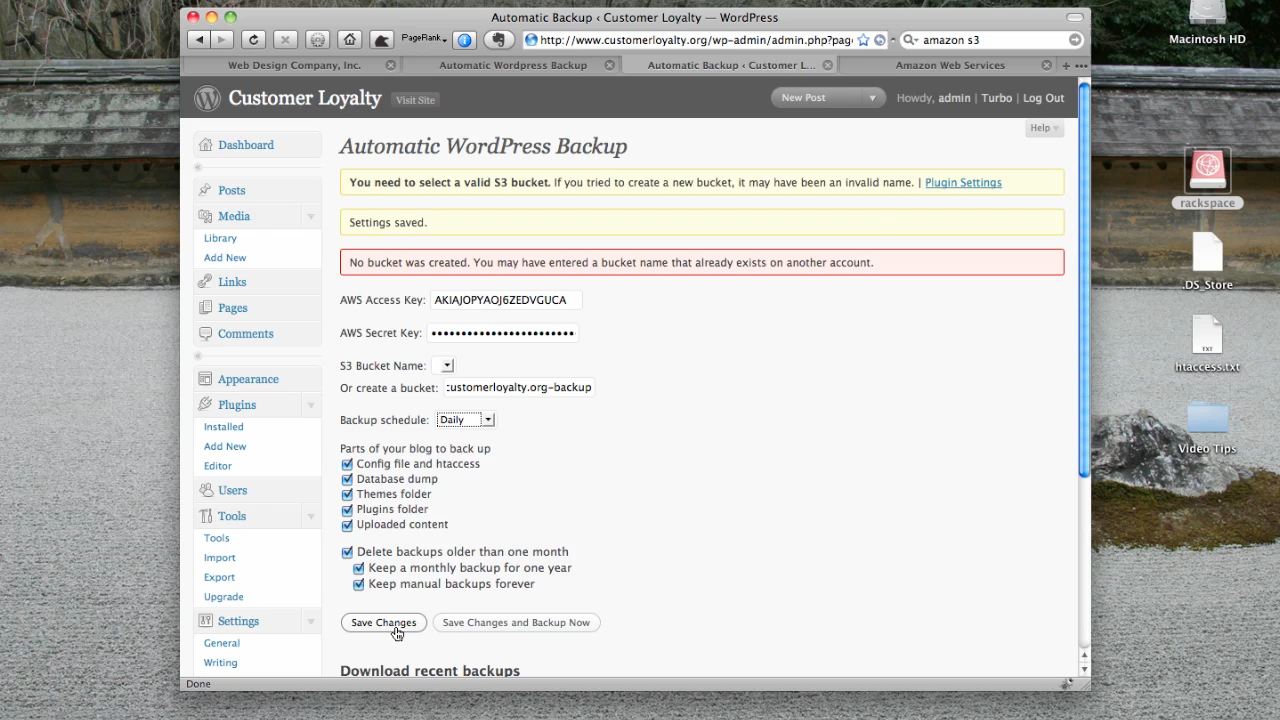 Automatic Backup ‹ Customer Loyalty — WordPress
PageRank
http://www.customerloyalty.org/wp-admin/admin.php?pag
amazon s3
Web Design Company, Inc.
Automatic Wordpress Backup
Automatic Backup ‹ Customer L...
Amazon Web Services
Customer Loyalty
Visit Site
New Post
Howdy, admin | Turbo | Log Out
Help
Dashboard
Posts
Media
Library
Add New
Links
Pages
Comments
Appearance
Plugins
Installed
Add New
Editor
Users
Tools
Tools
Import
Export
Upgrade
Settings
General
Writing
Automatic WordPress Backup
You need to select a valid S3 bucket. If you tried to create a new bucket, it may have been an invalid name. | Plugin Settings
Settings saved.
No bucket was created. You may have entered a bucket name that already exists on another account.
AWS Access Key: AKIAJOPYAOJ6ZEDVGUCA
AWS Secret Key: ••••••••••••••••••••••••
S3 Bucket Name:
Or create a bucket: customerloyalty.org-backup
Backup schedule: Daily
Parts of your blog to back up
Config file and htaccess
Database dump
Themes folder
Plugins folder
Uploaded content
Delete backups older than one month
Keep a monthly backup for one year
Keep manual backups forever
Save Changes
Save Changes and Backup Now
Download recent backups
Done
Macintosh HD
rackspace
.DS_Store
TXT
htaccess.txt
Video Tips